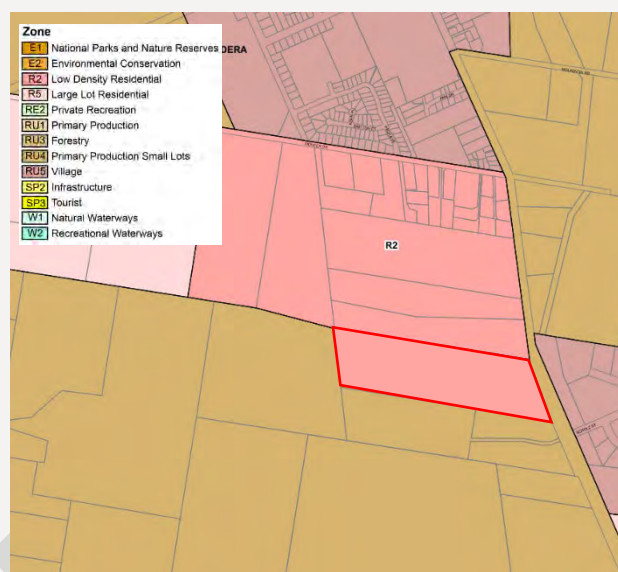 Zone
E1 National Parks and Nature Reserves
DERA
E2 Environmental Conservation
R2 Low Density Residential
R5 Large Lot Residential
RE2 Private Recreation
RU1 Primary Production
RU3 Forestry
RU4 Primary Production Small Lots
RU5 Village
SP2 Infrastructure
SP3 Tourist
W1 Natural Waterways
W2 Recreational Waterways
R2